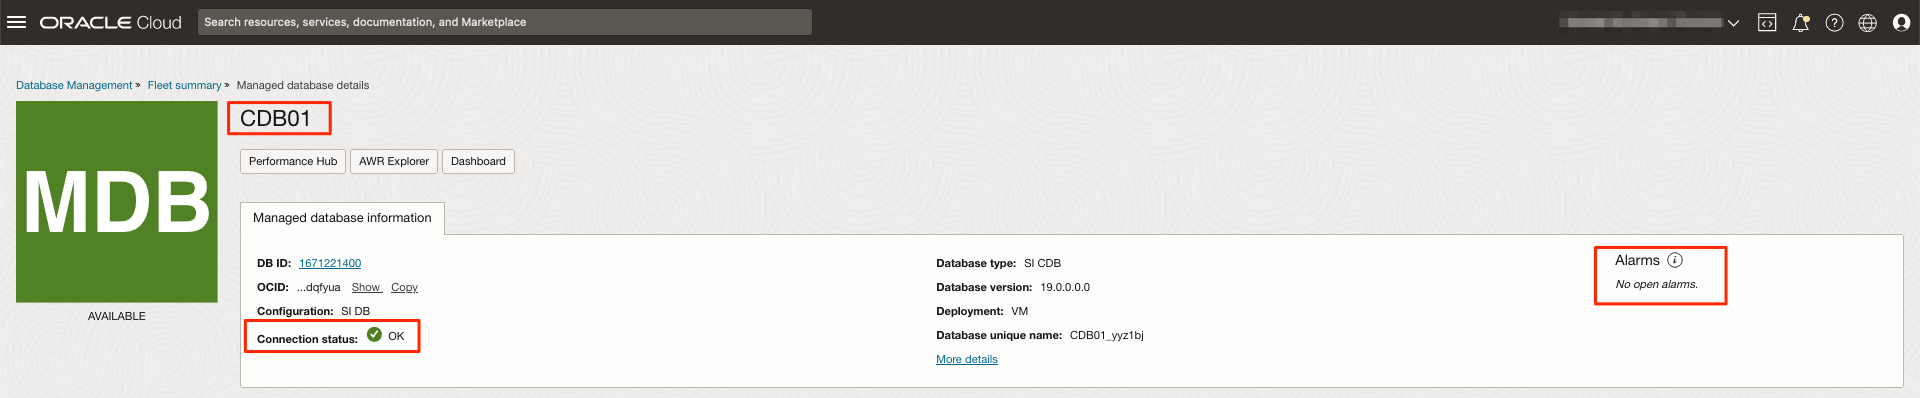 ORACLE Cloud
Search resources, services, documentation, and Marketplace
Database Management » Fleet summary » Managed database details
MDB
AVAILABLE
CDB01
Performance Hub
AWR Explorer
Dashboard
Managed database information
DB ID: 1671221400
OCID: ...dqfyua Show Copy
Configuration: SI DB
Connection status: OK
Database type: SI CDB
Database version: 19.0.0.0.0
Deployment: VM
Database unique name: CDB01_yyz1bj
More details
Alarms
No open alarms.